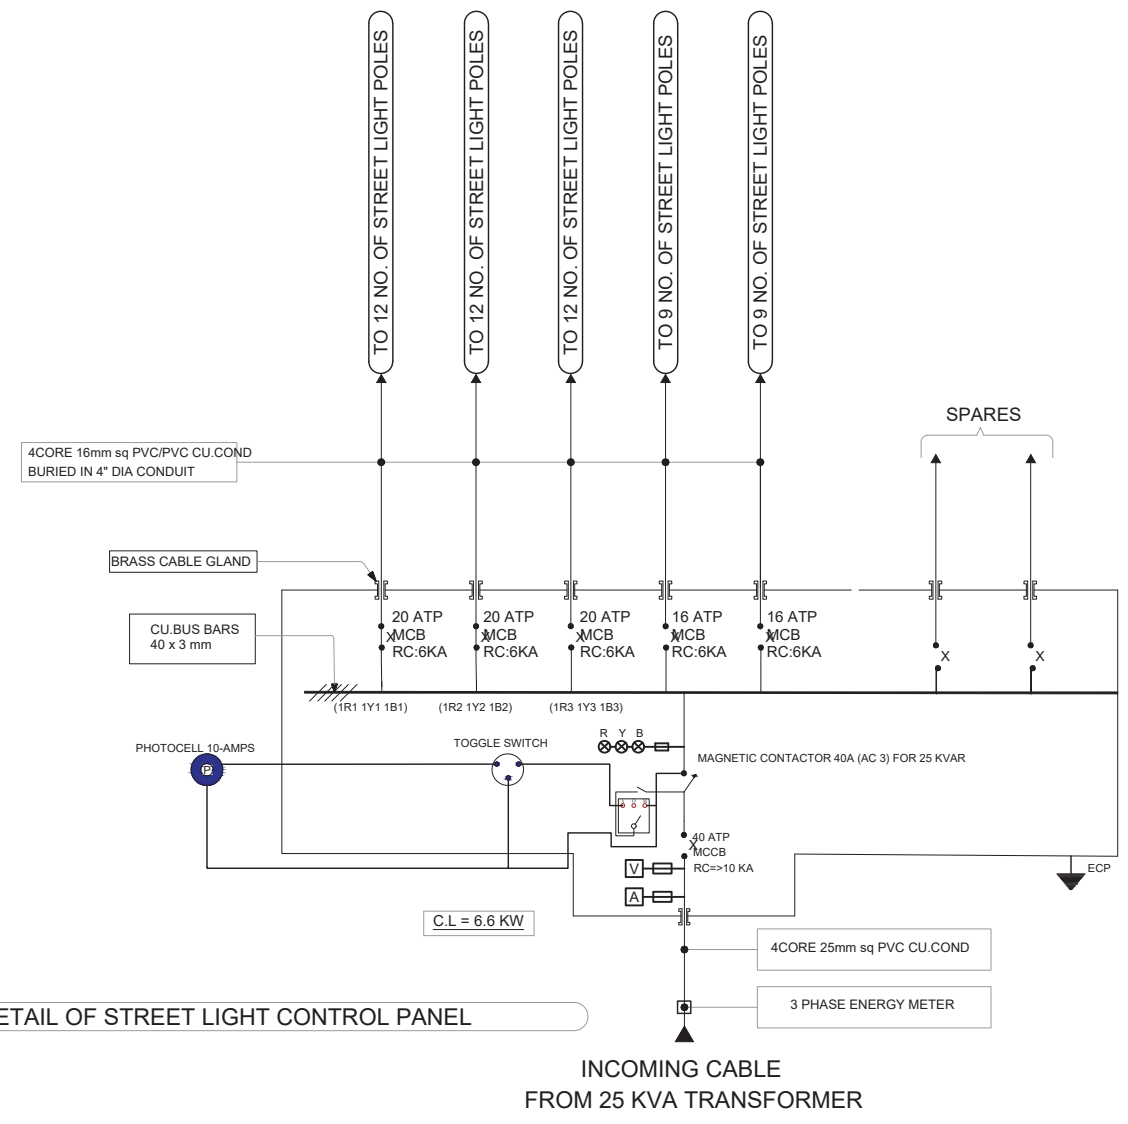 TO 12 NO. OF STREET LIGHT POLES
TO 12 NO. OF STREET LIGHT POLES
TO 12 NO. OF STREET LIGHT POLES
TO 9 NO. OF STREET LIGHT POLES
TO 9 NO. OF STREET LIGHT POLES
SPARES
4CORE 16mm sq PVC/PVC CU.COND
BURIED IN 4" DIA CONDUIT
BRASS CABLE GLAND
CU.BUS BARS
40 x 3 mm
20 ATP
X MCB
RC:6KA
20 ATP
X MCB
RC:6KA
20 ATP
X MCB
RC:6KA
16 ATP
X MCB
RC:6KA
16 ATP
X MCB
RC:6KA
X
X
(1R1 1Y1 1B1)
(1R2 1Y2 1B2)
(1R3 1Y3 1B3)
PHOTOCELL 10-AMPS
TOGGLE SWITCH
R Y B
MAGNETIC CONTACTOR 40A (AC 3) FOR 25 KVAR
40 ATP
X MCCB
RC=>10 KA
V
A
ECP
C.L = 6.6 KW
4CORE 25mm sq PVC CU.COND
3 PHASE ENERGY METER
ETAIL OF STREET LIGHT CONTROL PANEL
INCOMING CABLE
FROM 25 KVA TRANSFORMER